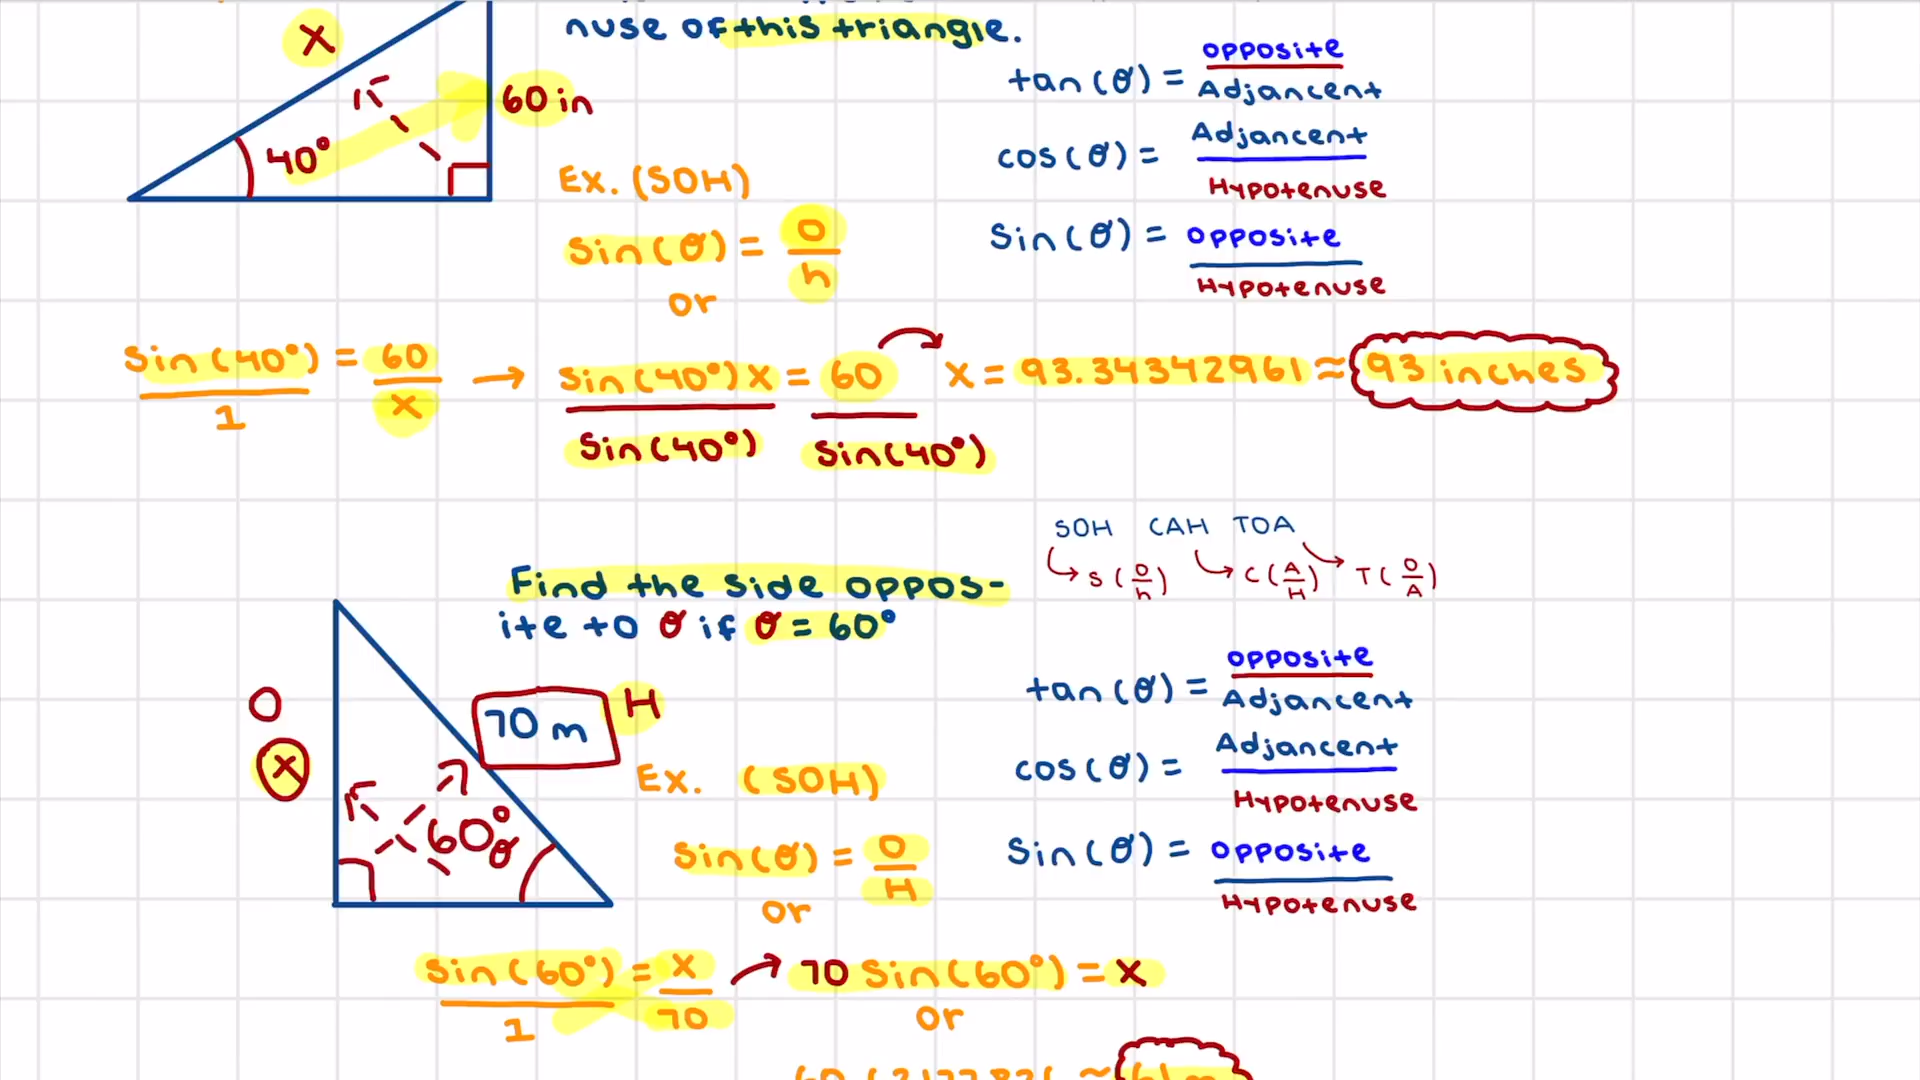 nuse of this triangle.
x
60 in
40°
tan(θ) = opposite
Adjancent
cos(θ) = Adjancent
Hypotenuse
Sin(θ) = opposite
Hypotenuse
Ex. (SOH)
Sin(θ) = O
h
or
Sin(40°) = 60
1 x
→ Sin(40°)x = 60
Sin(40°) Sin(40°)
x = 93.34342961 ≈ 93 inches
SOH CAH TOA
S(O/h) C(A/H) T(O/A)
Find the side oppos-
ite to θ if θ = 60°
O
x
70 m H
60° θ
Ex. (SOH)
Sin(θ) = O
H
or
tan(θ) = opposite
Adjancent
cos(θ) = Adjancent
Hypotenuse
Sin(θ) = opposite
Hypotenuse
Sin(60°) = x
1 70
70 Sin(60°) = x
or